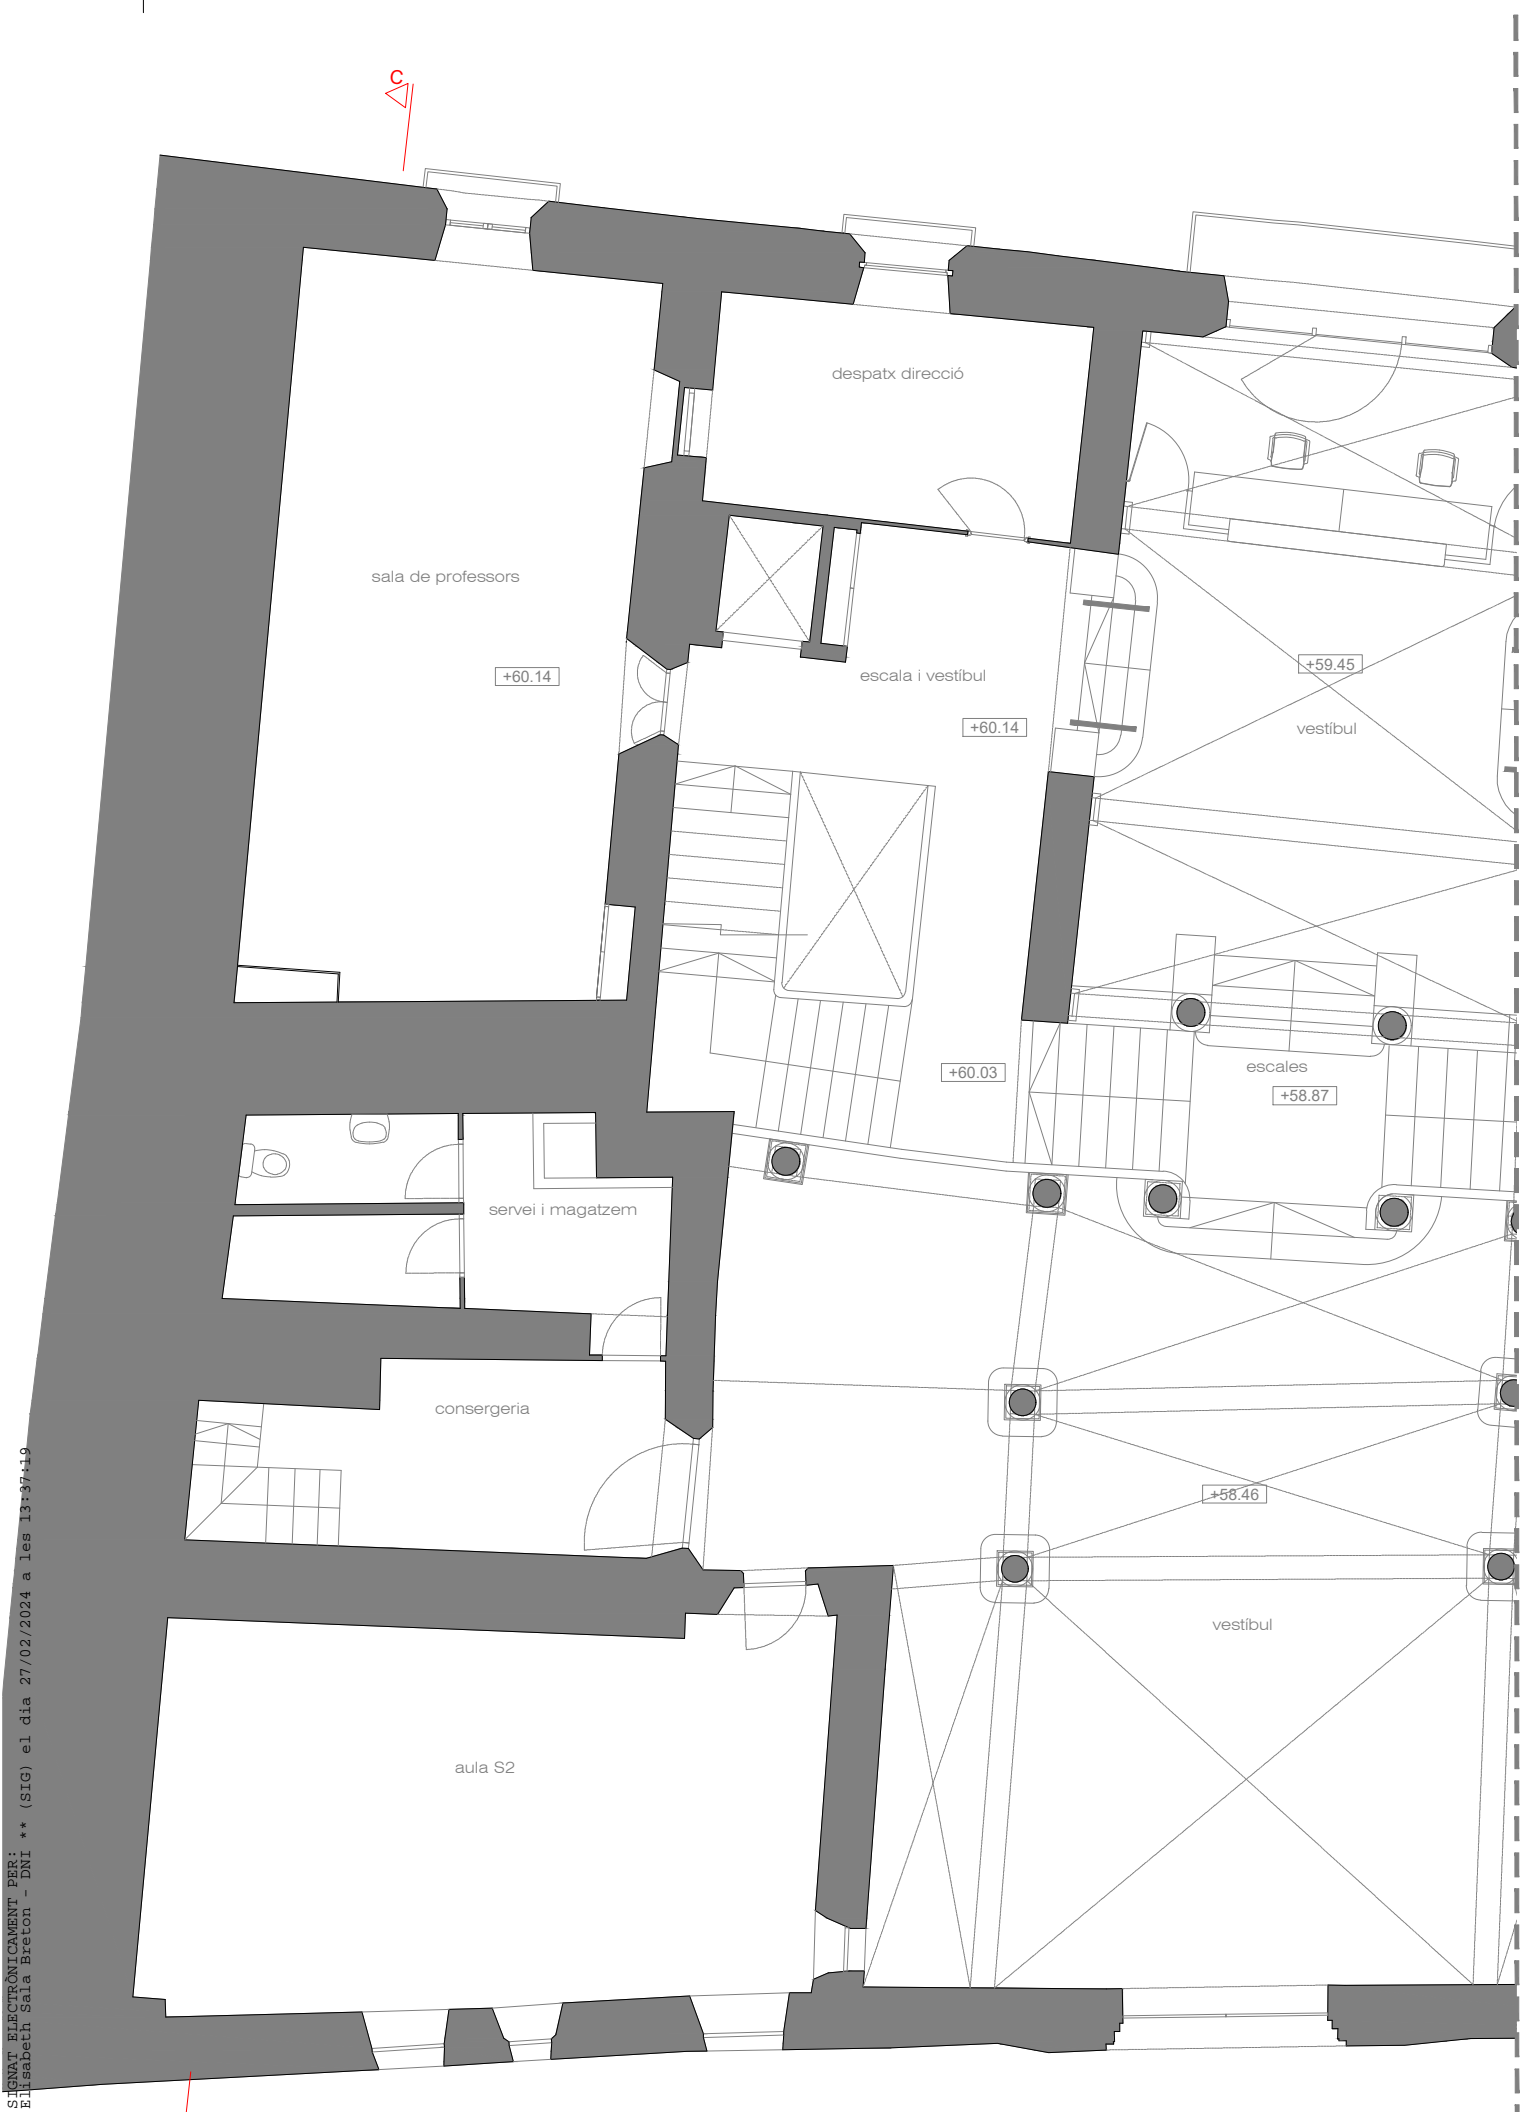 C
despatx direcció
sala de professors
+60.14
escala i vestíbul
+60.14
+59.45
vestíbul
+60.03
escales
+58.87
servei i magatzem
consergeria
+58.46
vestíbul
aula S2
SIGNAT ELECTRÒNICAMENT PER:
Elisabeth Sala Breton - DNI ** (SIG) el dia 27/02/2024 a les 13:37:19